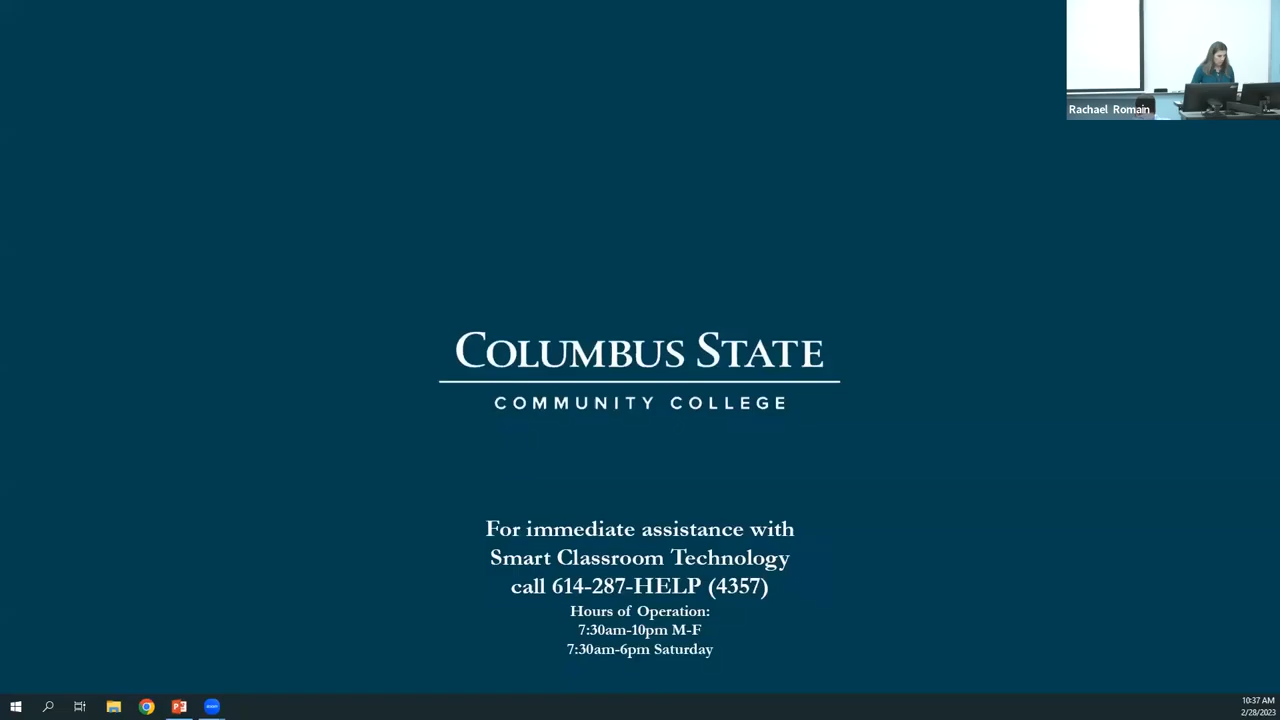 Rachael Romain
COLUMBUS STATE
COMMUNITY COLLEGE
For immediate assistance with
Smart Classroom Technology
call 614-287-HELP (4357)
Hours of Operation:
7:30am-10pm M-F
7:30am-6pm Saturday
10:37 AM
2/28/2023